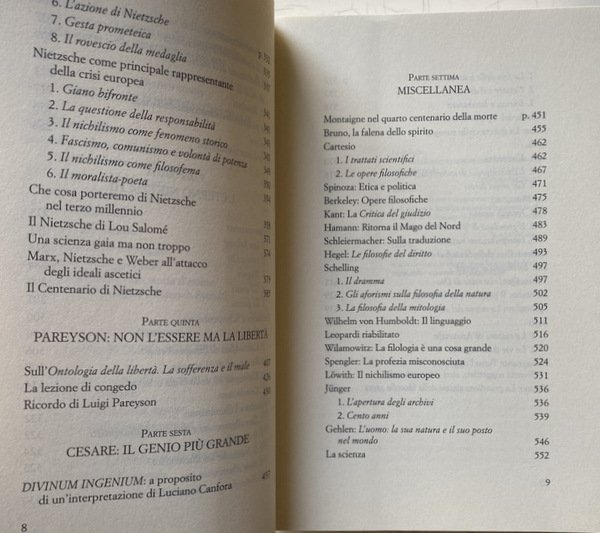 6. L'azione di Nietzsche
7. Gesta prometeica
8. Il rovescio della medaglia
Nietzsche come principale rappresentante
della crisi europea
1. Giano bifronte
2. La questione della responsabilità
3. Il nichilismo come fenomeno storico
4. Fascismo, comunismo e volontà di potenza
5. Il nichilismo come filosofema
6. Il moralista-poeta
Che cosa porteremo di Nietzsche
nel terzo millennio
Il Nietzsche di Lou Salomé
Una scienza gaia ma non troppo
Marx, Nietzsche e Weber all'attacco
degli ideali ascetici
Il Centenario di Nietzsche
PARTE QUINTA
PAREYSON: NON L'ESSERE MA LA LIBERTÀ
Sull'Ontologia della libertà. La sofferenza e il male
La lezione di congedo
Ricordo di Luigi Pareyson
PARTE SESTA
CESARE: IL GENIO PIÙ GRANDE
DIVINUM INGENIUM: a proposito
di un'interpretazione di Luciano Canfora
8
PARTE SETTIMA
MISCELLANEA
Montaigne nel quarto centenario della morte p. 451
Bruno, la falena dello spirito 455
Cartesio 462
1. I trattati scientifici 462
2. Le opere filosofiche 467
Spinoza: Etica e politica 471
Berkeley: Opere filosofiche 475
Kant: La Critica del giudizio 478
Hamann: Ritorna il Mago del Nord 483
Schleiermacher: Sulla traduzione 489
Hegel: Le filosofie del diritto 493
Schelling 497
1. Il dramma 497
2. Gli aforismi sulla filosofia della natura 502
3. La filosofia della mitologia 505
Wilhelm von Humboldt: Il linguaggio 511
Leopardi riabilitato 516
Wilamowitz: La filologia è una cosa grande 520
Spengler: La profezia misconosciuta 524
Löwith: Il nichilismo europeo 531
Jünger 536
1. L'apertura degli archivi 536
2. Cento anni 539
Gehlen: L'uomo: la sua natura e il suo posto
nel mondo 546
La scienza 552
9